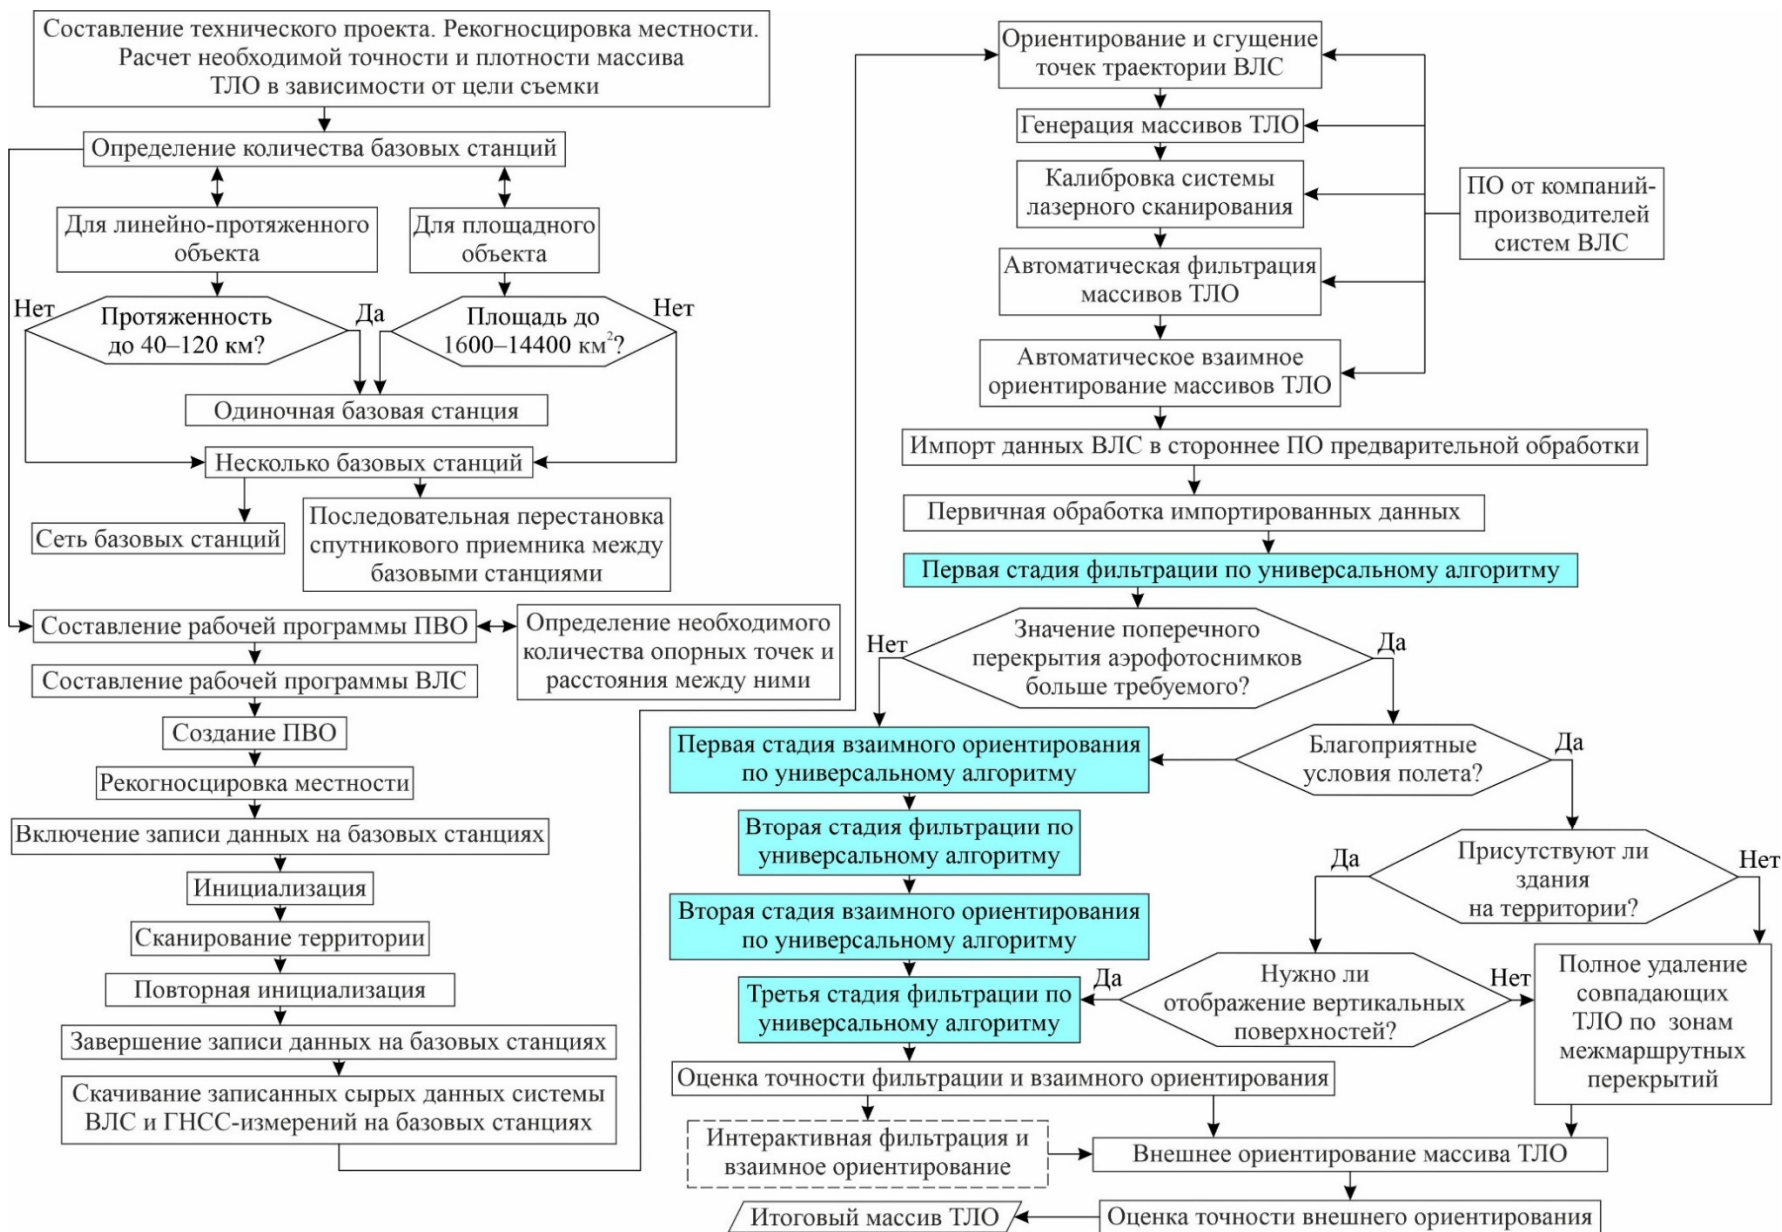 Составление технического проекта. Рекогносцировка местности.
Расчет необходимой точности и плотности массива
ТЛО в зависимости от цели съемки
Определение количества базовых станций
Для линейно-протяженного
объекта
Для площадного
объекта
Нет
Протяженность
до 40–120 км?
Да
Площадь до
1600–14400 км²?
Нет
Одиночная базовая станция
Несколько базовых станций
Сеть базовых станций
Последовательная перестановка
спутникового приемника между
базовыми станциями
Составление рабочей программы ПВО
Определение необходимого
количества опорных точек и
расстояния между ними
Составление рабочей программы ВЛС
Создание ПВО
Рекогносцировка местности
Включение записи данных на базовых станциях
Инициализация
Сканирование территории
Повторная инициализация
Завершение записи данных на базовых станциях
Скачивание записанных сырых данных системы
ВЛС и ГНСС-измерений на базовых станциях
Ориентирование и сгущение
точек траектории ВЛС
Генерация массивов ТЛО
Калибровка системы
лазерного сканирования
ПО от компаний-
производителей
систем ВЛС
Автоматическая фильтрация
массивов ТЛО
Автоматическое взаимное
ориентирование массивов ТЛО
Импорт данных ВЛС в стороннее ПО предварительной обработки
Первичная обработка импортированных данных
Первая стадия фильтрации по универсальному алгоритму
Нет
Значение поперечного
перекрытия аэрофотоснимков
больше требуемого?
Да
Первая стадия взаимного ориентирования
по универсальному алгоритму
Благоприятные
условия полета?
Да
Вторая стадия фильтрации по
универсальному алгоритму
Да
Присутствуют ли
здания
на территории?
Нет
Вторая стадия взаимного ориентирования
по универсальному алгоритму
Третья стадия фильтрации по
универсальному алгоритму
Да
Нужно ли
отображение вертикальных
поверхностей?
Нет
Полное удаление
совпадающих
ТЛО по зонам
межмаршрутных
перекрытий
Оценка точности фильтрации и взаимного ориентирования
Интерактивная фильтрация и
взаимное ориентирование
Внешнее ориентирование массива ТЛО
Итоговый массив ТЛО
Оценка точности внешнего ориентирования